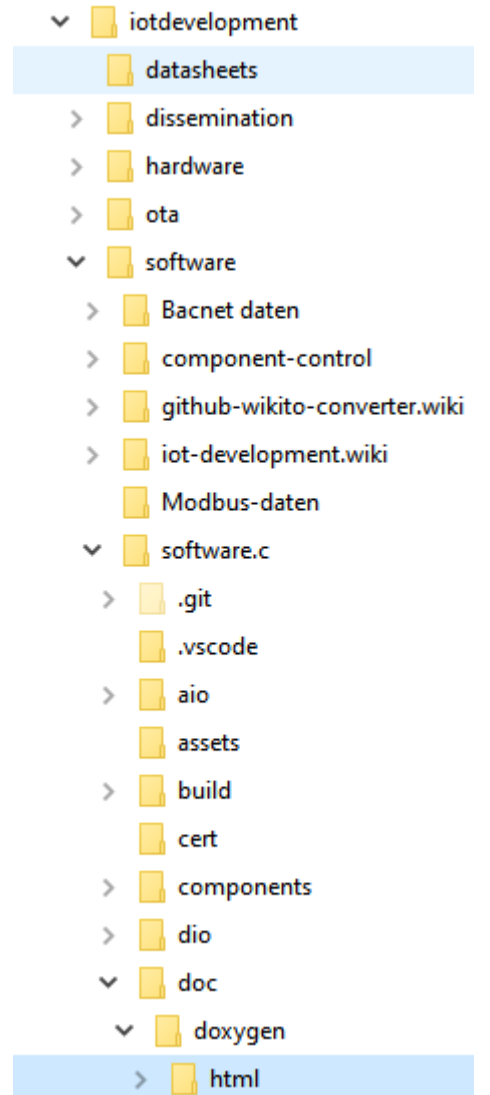 iotdevelopment
datasheets
dissemination
hardware
ota
software
Bacnet daten
component-control
github-wikito-converter.wiki
iot-development.wiki
Modbus-daten
software.c
.git
.vscode
aio
assets
build
cert
components
dio
doc
doxygen
html